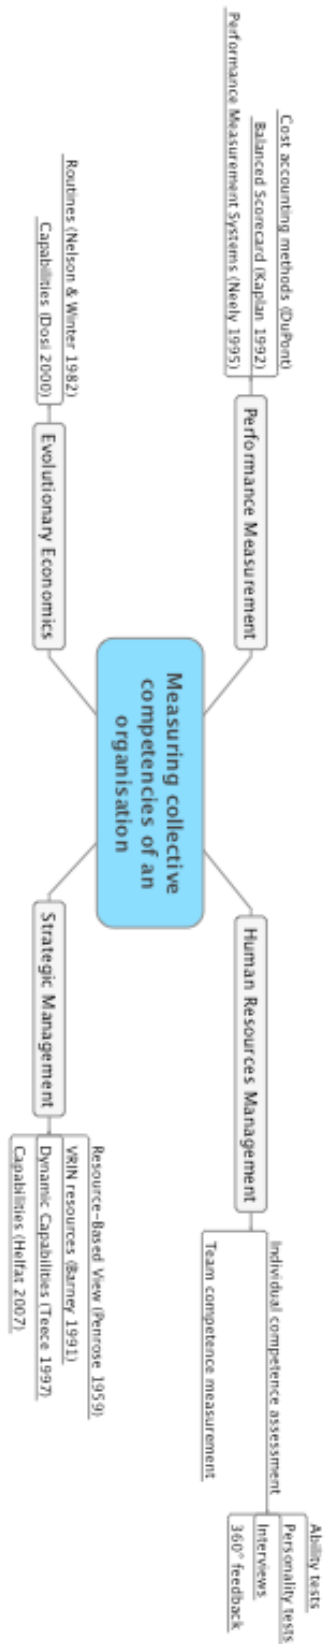 Measuring collective
competencies of an
organisation
Performance Measurement
Cost accounting methods (DuPont)
Balanced Scorecard (Kaplan 1992)
Performance Measurement Systems (Neely 1995)
Evolutionary Economics
Routines (Nelson & Winter 1982)
Capabilities (Dosi 2000)
Human Resources Management
Individual competence assessment
Ability tests
Personality tests
Interviews
360° feedback
Team competence measurement
Strategic Management
Resource-Based View (Penrose 1959)
VRIN resources (Barney 1991)
Dynamic Capabilities (Teece 1997)
Capabilities (Helfat 2007)